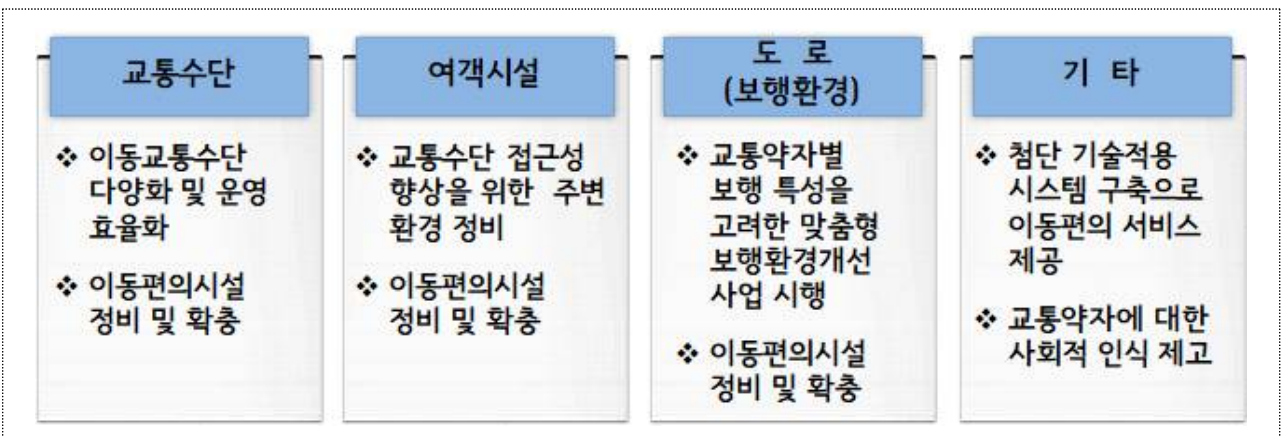 교통수단
❖ 이동교통수단
다양화 및 운영
효율화
❖ 이동편의시설
정비 및 확충
여객시설
❖ 교통수단 접근성
향상을 위한 주변
환경 정비
❖ 이동편의시설
정비 및 확충
도 로
(보행환경)
❖ 교통약자별
보행 특성을
고려한 맞춤형
보행환경개선
사업 시행
❖ 이동편의시설
정비 및 확충
기 타
❖ 첨단 기술적용
시스템 구축으로
이동편의 서비스
제공
❖ 교통약자에 대한
사회적 인식 제고